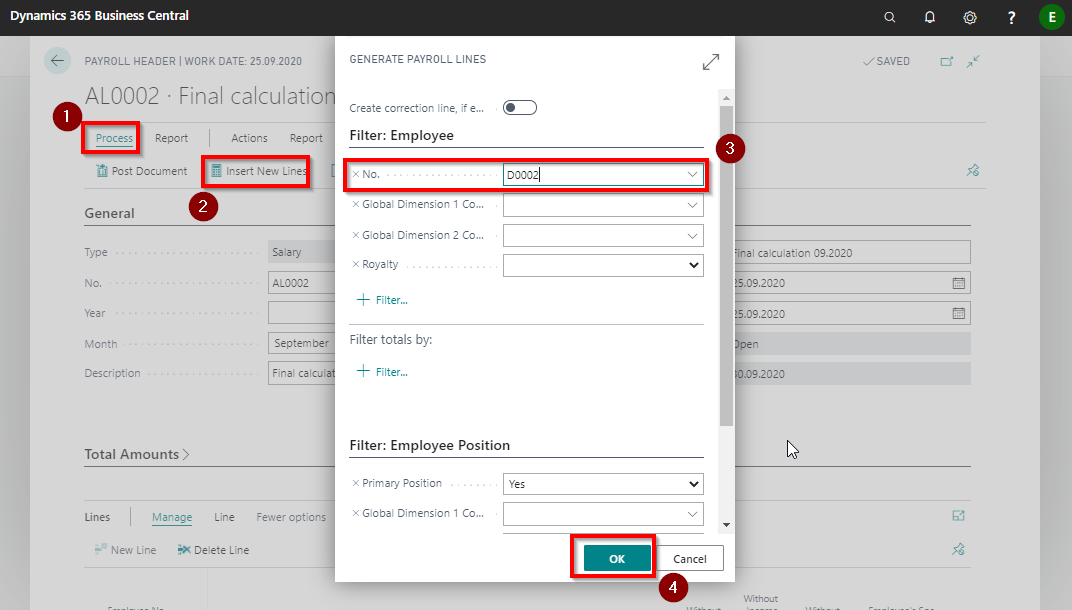 Dynamics 365 Business Central
?
E
PAYROLL HEADER | WORK DATE: 25.09.2020
SAVED
AL0002 · Final calculation
1
Process
Report
Actions
Report
Post Document
Insert New Lines
2
General
Type
Salary
No.
AL0002
Year
Month
September
Description
Final calculat
Final calculation 09.2020
25.09.2020
25.09.2020
Open
30.09.2020
Total Amounts
Lines
Manage
Line
Fewer options
New Line
Delete Line
Employee No.
Without
Without
Income
Without
GENERATE PAYROLL LINES
Create correction line, if e...
Filter: Employee
3
No.
D0002
Global Dimension 1 Co...
Global Dimension 2 Co...
Royalty
Filter...
Filter totals by:
Filter...
Filter: Employee Position
Primary Position
Yes
Global Dimension 1 Co...
OK
Cancel
4